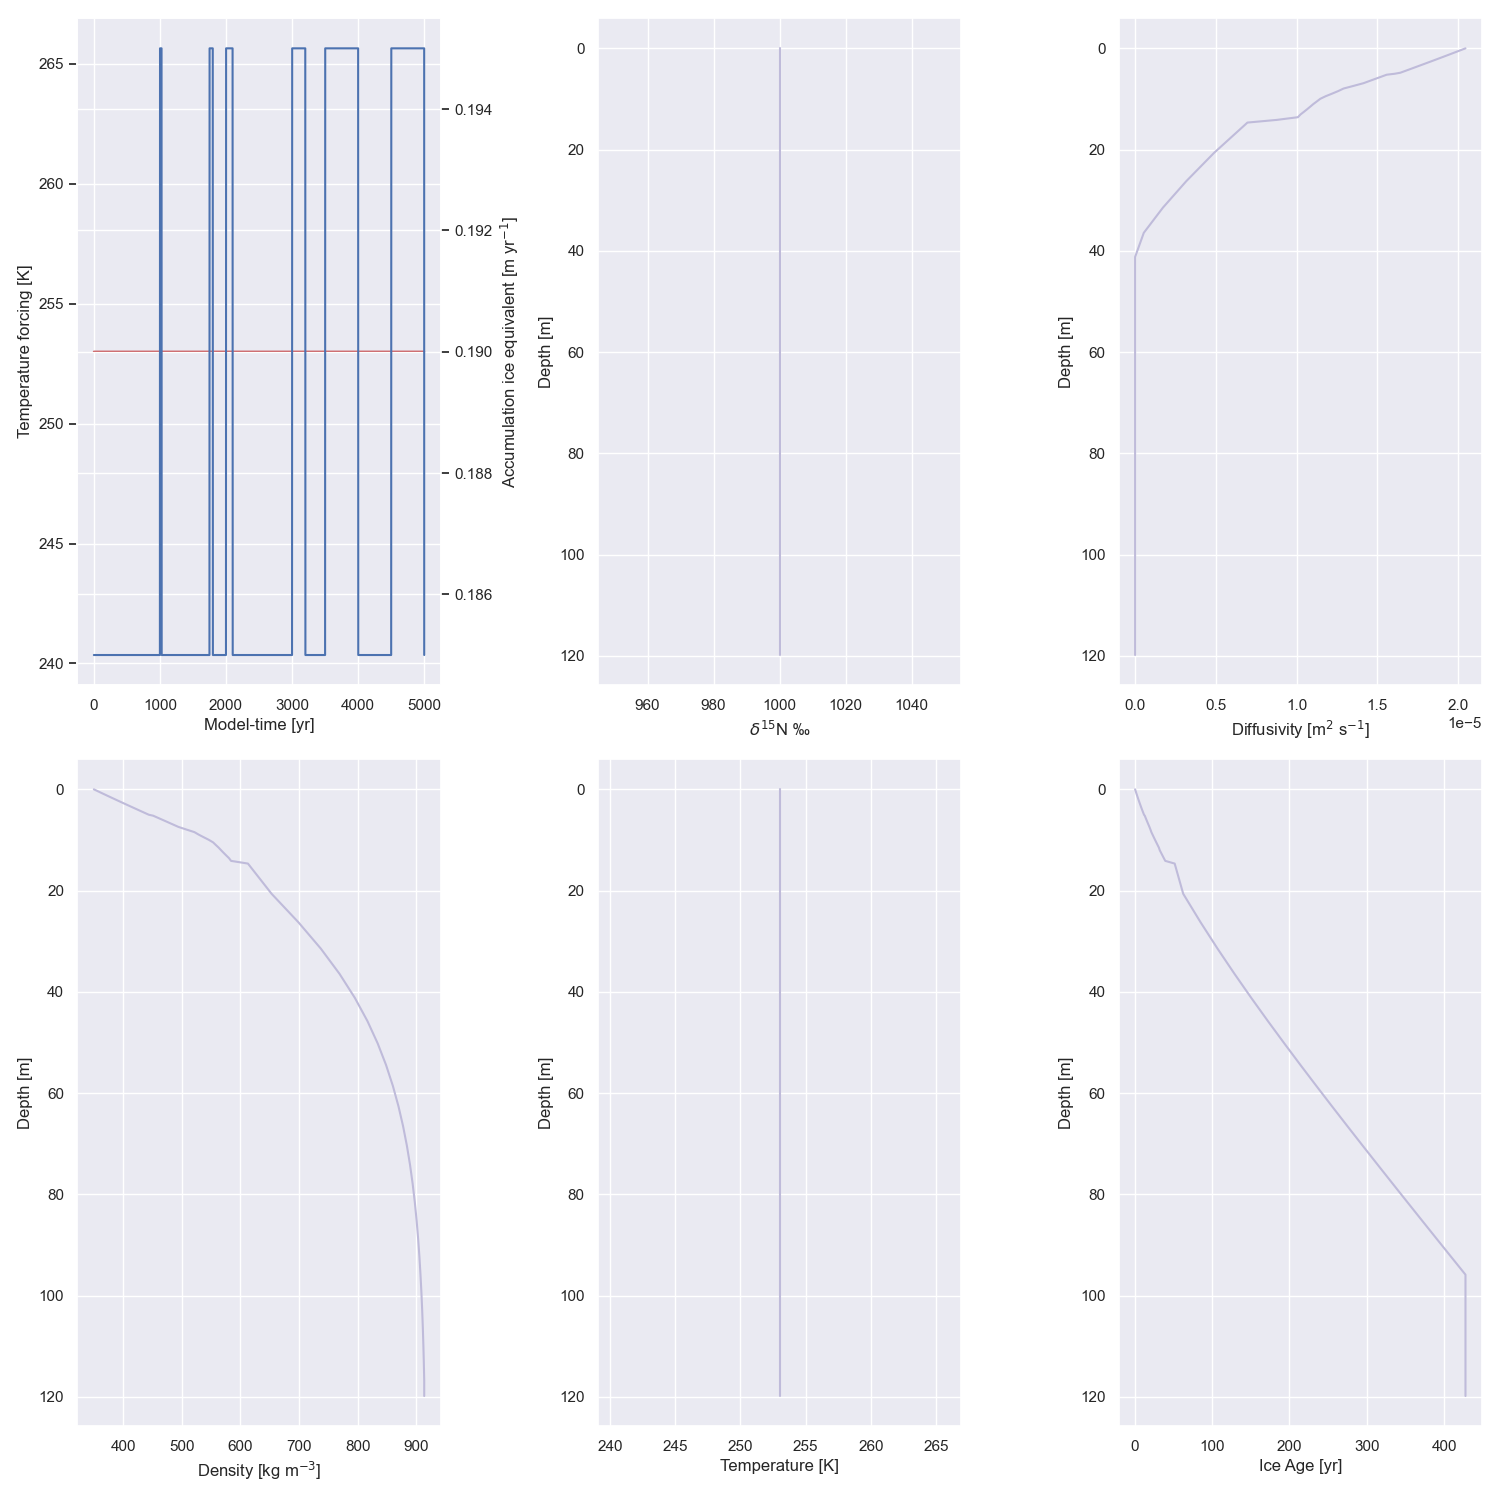 265
260
255
250
245
240
Temperature forcing [K]
0 1000 2000 3000 4000 5000
Model-time [yr]
0.194
0.192
0.190
0.188
0.186
Accumulation ice equivalent [m yr⁻¹]
0
20
40
60
80
100
120
Depth [m]
960 980 1000 1020 1040
δ¹⁵N ‰
0
20
40
60
80
100
120
Depth [m]
0.0 0.5 1.0 1.5 2.0
1e−5
Diffusivity [m² s⁻¹]
0
20
40
60
80
100
120
Depth [m]
400 500 600 700 800 900
Density [kg m⁻³]
0
20
40
60
80
100
120
Depth [m]
240 245 250 255 260 265
Temperature [K]
0
20
40
60
80
100
120
Depth [m]
0 100 200 300 400
Ice Age [yr]